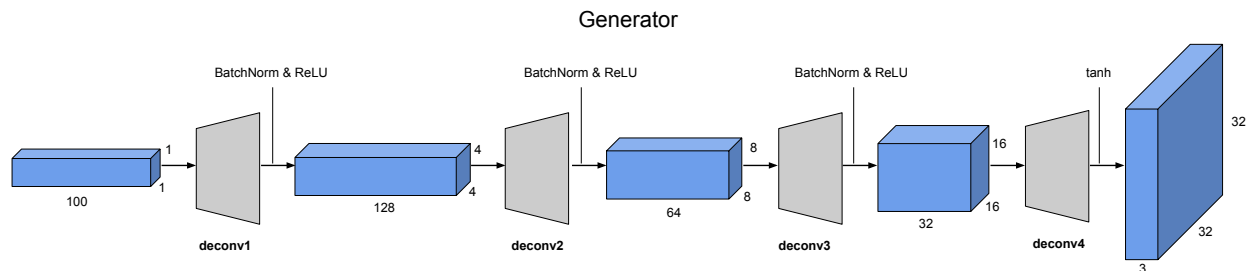 Generator
BatchNorm & ReLU
BatchNorm & ReLU
BatchNorm & ReLU
tanh
1
1
100
deconv1
4
4
128
deconv2
8
8
64
deconv3
16
16
32
deconv4
32
32
3